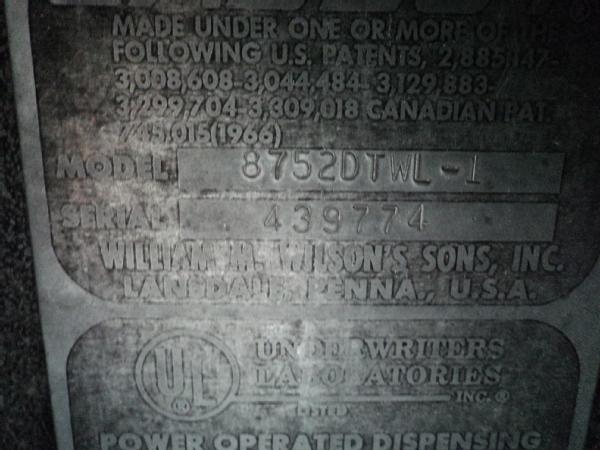 MADE UNDER ONE OR MORE OF THE
FOLLOWING U.S. PATENTS, 2,885,147-
3,008,608-3,044,484-3,129,883-
3,299,704-3,309,018 CANADIAN PAT.
745,015(1966)
MODEL 8752DTWL-1
SERIAL 439774
WILLIAM M. WILSON'S SONS, INC.
LANSDALE, PENNA., U.S.A.
UL ®
UNDERWRITERS
LABORATORIES
INC.®
LISTED
POWER OPERATED DISPENSING